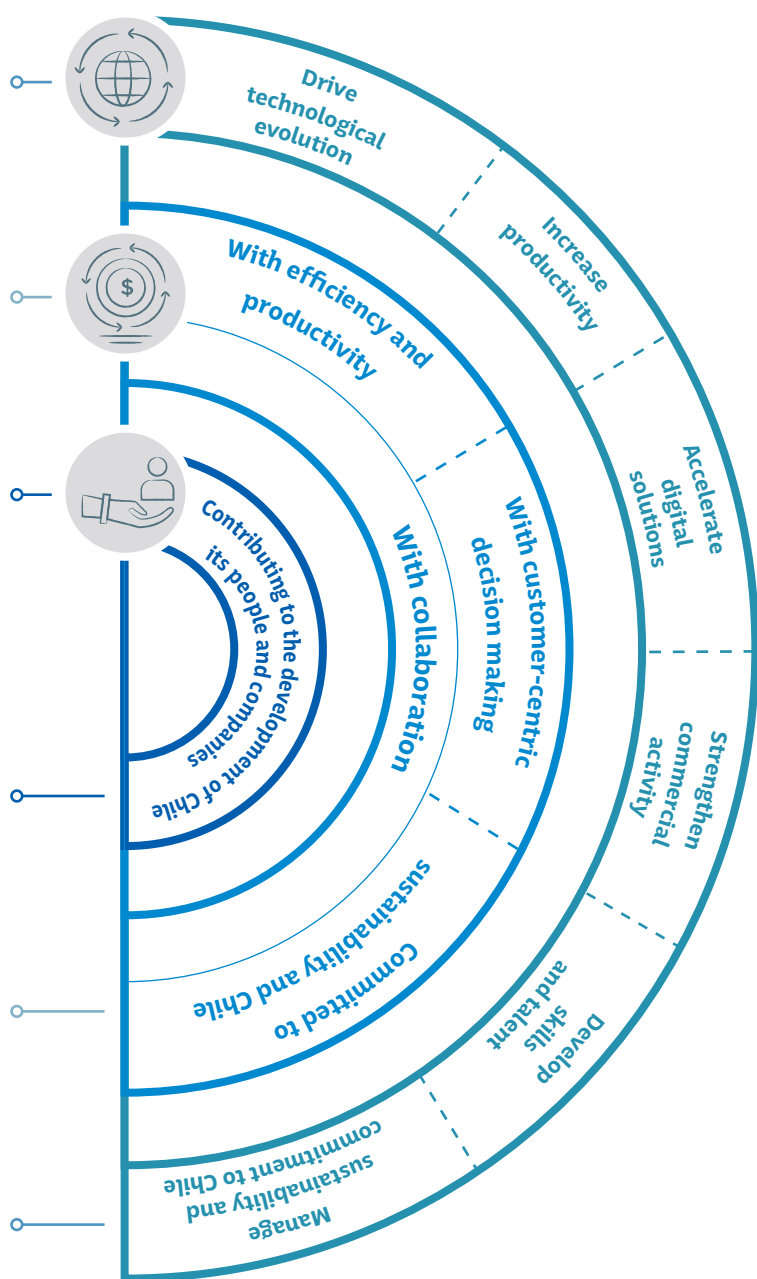 Drive
technological
evolution
Increase
productivity
Accelerate
digital
solutions
Strengthen
commercial
activity
Develop
skills
and talent
Manage
sustainability and
commitment to Chile
With efficiency and
productivity
With customer-centric
decision making
Committed to
sustainability and Chile
With collaboration
Contributing to the development of Chile
its people and companies
$